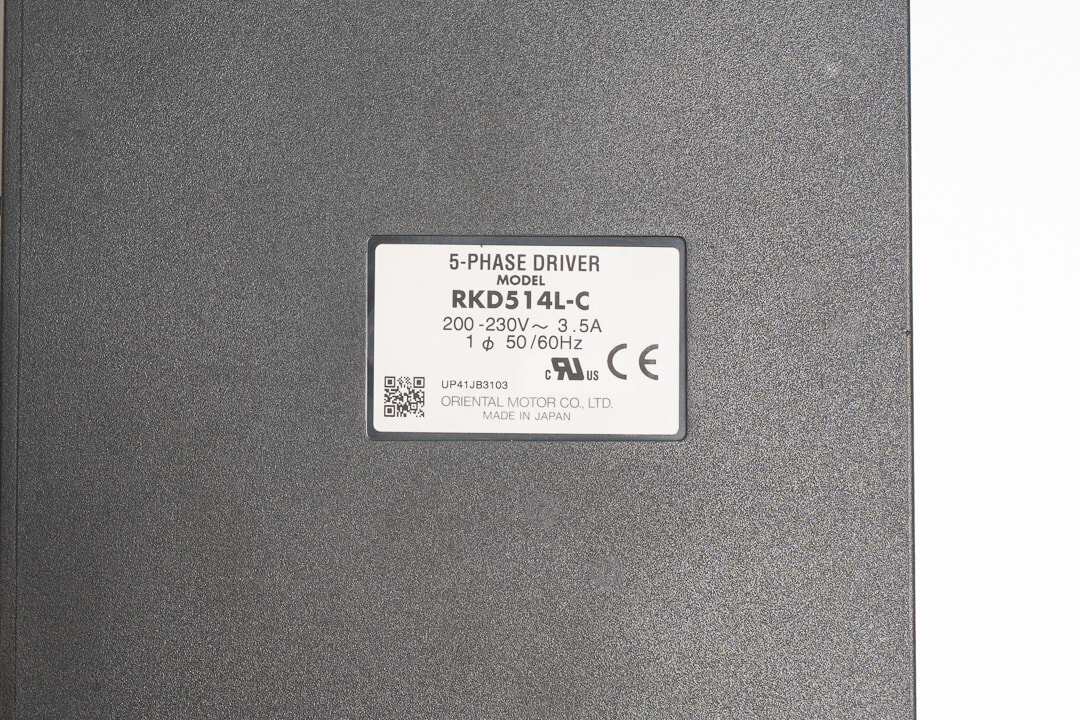 5-PHASE DRIVER
MODEL
RKD514L-C
200-230V～ 3.5A
1 ϕ 50/60Hz
c RU US CE
UP41JB3103
ORIENTAL MOTOR CO., LTD.
MADE IN JAPAN